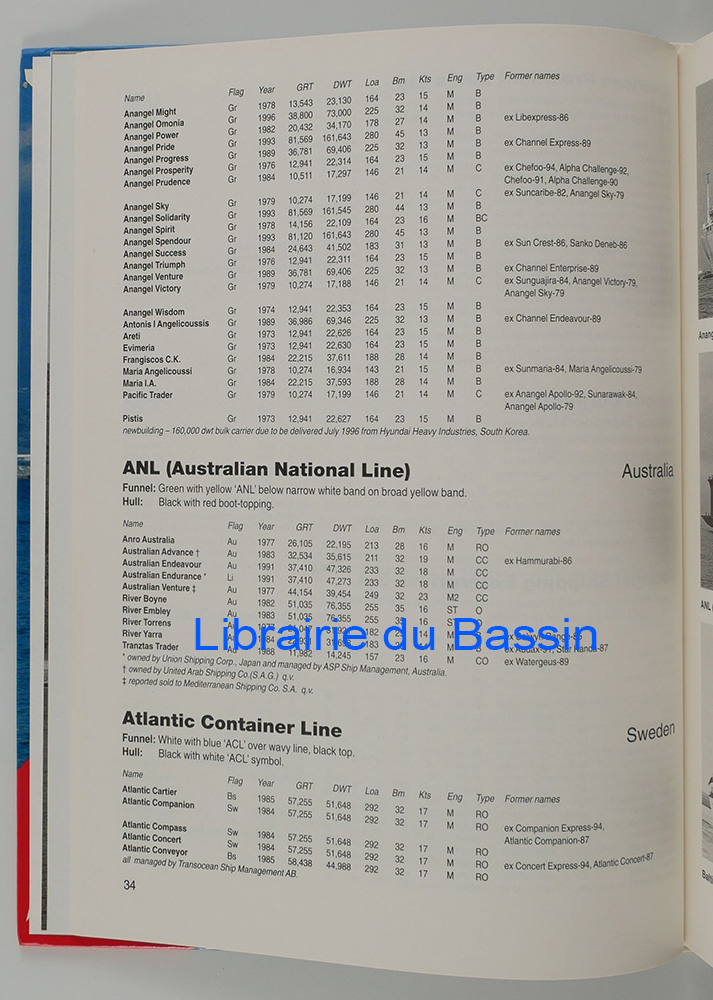 Name Flag Year GRT DWT Loa Bm Kts Eng Type Former names
Anangel Might Gr 1978 13,543 23,130 164 23 15 M B
Anangel Omonia Gr 1996 38,800 73,000 225 32 14 M B
Anangel Power Gr 1982 20,432 34,170 178 27 14 M B ex Libexpress-86
Anangel Pride Gr 1993 81,569 161,643 280 45 13 M B
Anangel Progress Gr 1989 36,781 69,406 225 32 13 M B ex Channel Express-89
Anangel Prosperity Gr 1976 12,941 22,314 164 23 15 M B
Anangel Prudence Gr 1984 10,511 17,297 146 21 14 M C ex Chefoo-94, Alpha Challenge-92,
Chefoo-91, Alpha Challenge-90
Anangel Sky Gr 1979 10,274 17,199 146 21 14 M C ex Suncaribe-82, Anangel Sky-79
Anangel Solidarity Gr 1993 81,569 161,545 280 44 13 M B
Anangel Spirit Gr 1978 14,156 22,109 164 23 16 M BC
Anangel Spendour Gr 1993 81,120 161,643 280 45 13 M B
Anangel Success Gr 1984 24,643 41,502 183 31 13 M B ex Sun Crest-86, Sanko Deneb-86
Anangel Triumph Gr 1976 12,941 22,311 164 23 15 M B
Anangel Venture Gr 1989 36,781 69,406 225 32 13 M B ex Channel Enterprise-89
Anangel Victory Gr 1979 10,274 17,188 146 21 14 M C ex Sunguajira-84, Anangel Victory-79,
Anangel Sky-79
Anangel Wisdom Gr 1974 12,941 22,353 164 23 15 M B
Antonis I Angelicoussis Gr 1989 36,986 69,346 225 32 13 M B ex Channel Endeavour-89
Areti Gr 1973 12,941 22,626 164 23 15 M B
Evimeria Gr 1973 12,941 22,630 164 23 15 M B
Frangiscos C.K. Gr 1984 22,215 37,611 188 28 14 M B
Maria Angelicoussi Gr 1978 10,274 16,934 143 21 15 M B ex Sunmaria-84, Maria Angelicoussi-79
Maria I.A. Gr 1984 22,215 37,593 188 28 14 M B
Pacific Trader Gr 1979 10,274 17,199 146 21 14 M C ex Anangel Apollo-92, Sunarawak-84,
Anangel Apollo-79
Pistis Gr 1973 12,941 22,627 164 23 15 M B
newbuilding – 160,000 dwt bulk carrier due to be delivered July 1996 from Hyundai Heavy Industries, South Korea.
ANL (Australian National Line) Australia
Funnel: Green with yellow 'ANL' below narrow white band on broad yellow band.
Hull: Black with red boot-topping.
Name Flag Year GRT DWT Loa Bm Kts Eng Type Former names
Anro Australia Au 1977 26,105 22,195 213 28 16 M RO
Australian Advance † Au 1983 32,534 35,615 211 32 19 M CC ex Hammurabi-86
Australian Endeavour Au 1991 37,410 47,326 233 32 18 M CC
Australian Endurance * Li 1991 37,410 47,273 233 32 18 M CC
Australian Venture ‡ Au 1977 44,154 39,454 249 32 23 M2 CC
River Boyne Au 1982 51,035 76,355 255 35 16 ST O
River Embley Au 1983 51,035 76,355 255 35 16 ST
River Torrens Au 1977 182 M
River Yarra Au 183 Star
Tranztas Trader Au 1988 11,982 14,245 157 23 16 M CO ex Watergeus-89
Librairie du Bassin
* owned by Union Shipping Corp., Japan and managed by ASP Ship Management, Australia.
† owned by United Arab Shipping Co.(S.A.G.) q.v.
‡ reported sold to Mediterranean Shipping Co. S.A. q.v.
Atlantic Container Line Sweden
Funnel: White with blue 'ACL' over wavy line, black top.
Hull: Black with white 'ACL' symbol.
Name Flag Year GRT DWT Loa Bm Kts Eng Type Former names
Atlantic Cartier Bs 1985 57,255 51,648 292 32 17 M RO
Atlantic Companion Sw 1984 57,255 51,648 292 32 17 M RO ex Companion Express-94,
Atlantic Companion-87
Atlantic Compass Sw 1984 57,255 51,648 292 32 17 M RO
Atlantic Concert Sw 1984 57,255 51,648 292 32 17 M RO ex Concert Express-94, Atlantic Concert-87
Atlantic Conveyor Bs 1985 58,438 44,988 292 32 17 M RO
all managed by Transocean Ship Management AB.
34